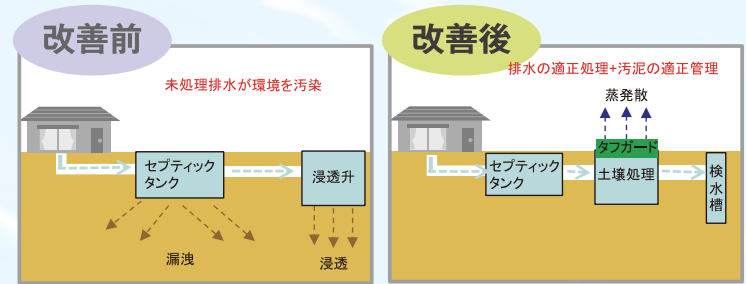 改善前
未処理排水が環境を汚染
セプティック
タンク
浸透升
漏洩
浸透
改善後
排水の適正処理+汚泥の適正管理
蒸発散
タフガード
セプティック
タンク
土壌処理
検
水
槽